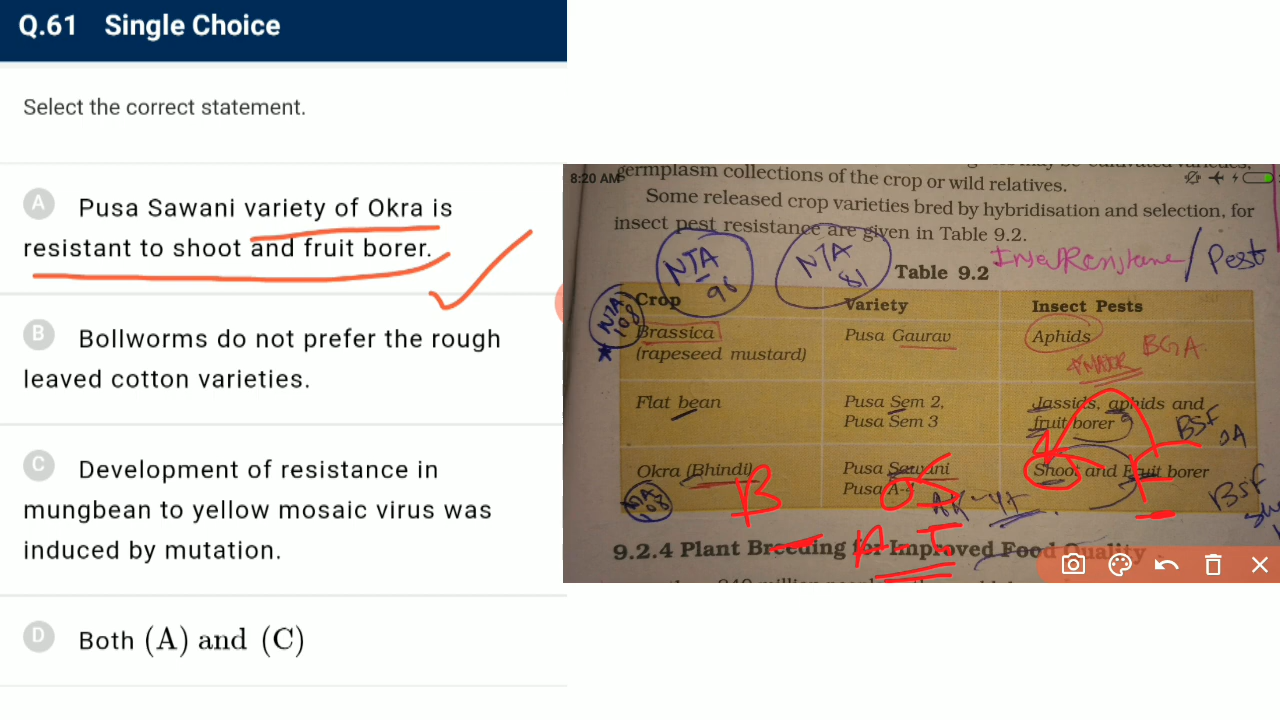 Q.61 Single Choice
Select the correct statement.
A Pusa Sawani variety of Okra is
resistant to shoot and fruit borer.
B Bollworms do not prefer the rough
leaved cotton varieties.
C Development of resistance in
mungbean to yellow mosaic virus was
induced by mutation.
D Both (A) and (C)
8:20 AM
germplasm collections of the crop or wild relatives.
Some released crop varieties bred by hybridisation and selection, for
insect pest resistance are given in Table 9.2.
NTA
96
NTA
81
Table 9.2
/ Pest
NTA
108
Crop Variety Insect Pests
Brassica Pusa Gaurav Aphids
(rapeseed mustard)
MAJOR BGA
Flat bean Pusa Sem 2, Jassids, aphids and
Pusa Sem 3 fruit borer
BSF
Okra (Bhindi) Pusa Sawani Shoot and Fruit borer
Pusa A-4
NTA
108
B
F
BSF
9.2.4 Plant Breeding for Improved Food Quality